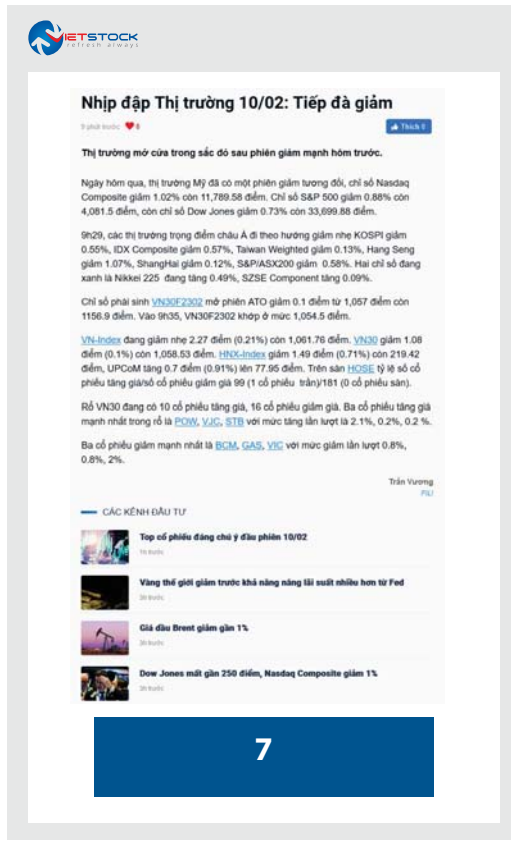 VIETSTOCK
refresh always
Nhịp đập Thị trường 10/02: Tiếp đà giảm
9 phút trước
6
Thích 0
Thị trường mở cửa trong sắc đỏ sau phiên giảm mạnh hôm trước.
Ngày hôm qua, thị trường Mỹ đã có một phiên giảm tương đối, chỉ số Nasdaq
Composite giảm 1.02% còn 11,789.58 điểm. Chỉ số S&P 500 giảm 0.88% còn
4,081.5 điểm, còn chỉ số Dow Jones giảm 0.73% còn 33,699.88 điểm.
9h29, các thị trường trọng điểm châu Á đi theo hướng giảm nhẹ KOSPI giảm
0.55%, IDX Composite giảm 0.57%, Taiwan Weighted giảm 0.13%, Hang Seng
giảm 1.07%, ShangHai giảm 0.12%, S&P/ASX200 giảm 0.58%. Hai chỉ số đang
xanh là Nikkei 225 đang tăng 0.49%, SZSE Component tăng 0.09%.
Chỉ số phái sinh VN30F2302 mở phiên ATO giảm 0.1 điểm từ 1,057 điểm còn
1156.9 điểm. Vào 9h35, VN30F2302 khớp ở mức 1,054.5 điểm.
VN-Index đang giảm nhẹ 2.27 điểm (0.21%) còn 1,061.76 điểm. VN30 giảm 1.08
điểm (0.1%) còn 1,058.53 điểm. HNX-Index giảm 1.49 điểm (0.71%) còn 219.42
điểm, UPCoM tăng 0.7 điểm (0.91%) lên 77.95 điểm. Trên sàn HOSE tỷ lệ số cổ
phiếu tăng giá/số cổ phiếu giảm giá 99 (1 cổ phiếu trần)/181 (0 cổ phiếu sàn).
Rổ VN30 đang có 10 cổ phiếu tăng giá, 16 cổ phiếu giảm giá. Ba cổ phiếu tăng giá
mạnh nhất trong rổ là POW, VJC, STB với mức tăng lần lượt là 2.1%, 0.2%, 0.2 %.
Ba cổ phiếu giảm mạnh nhất là BCM, GAS, VIC với mức giảm lần lượt 0.8%,
0.8%, 2%.
Trần Vương
FILI
CÁC KÊNH ĐẦU TƯ
Top cổ phiếu đáng chú ý đầu phiên 10/02
1h trước
Vàng thế giới giảm trước khả năng nâng lãi suất nhiều hơn từ Fed
3h trước
Giá dầu Brent giảm gần 1%
3h trước
Dow Jones mất gần 250 điểm, Nasdaq Composite giảm 1%
3h trước
7